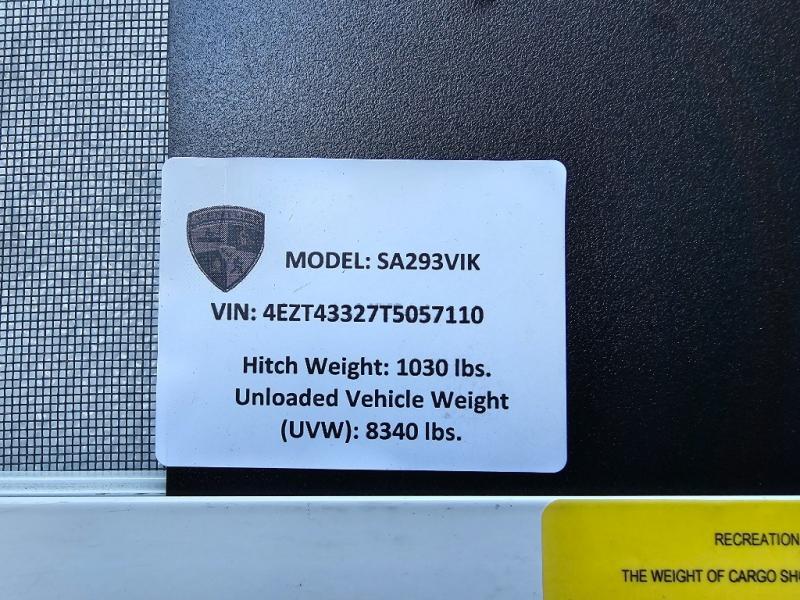 MODEL: SA293VIK
VIN: 4EZT43327T5057110
Hitch Weight: 1030 lbs.
Unloaded Vehicle Weight
(UVW): 8340 lbs.
RECREATION
THE WEIGHT OF CARGO SHO